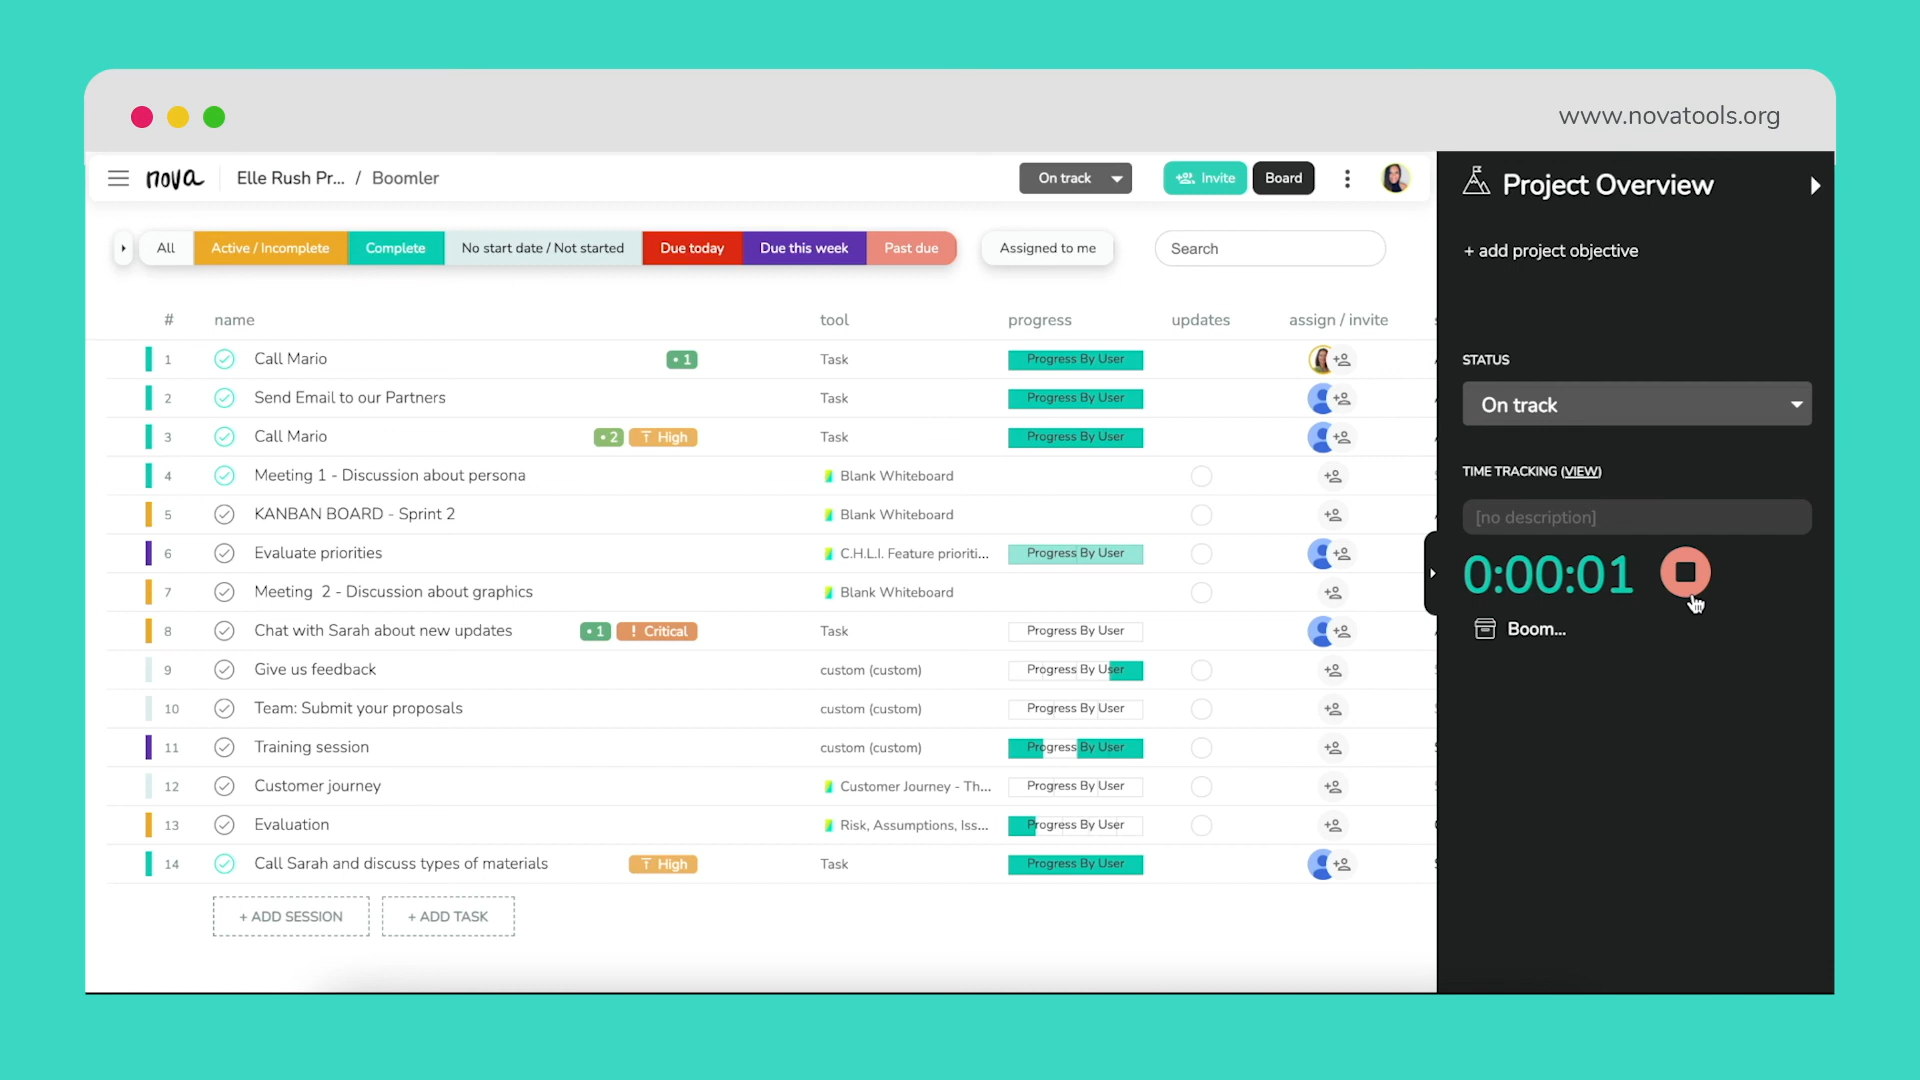 www.novatools.org
nova Elle Rush Pr... / Boomler On track Invite Board
Project Overview
All Active / Incomplete Complete No start date / Not started Due today Due this week Past due Assigned to me Search
+ add project objective
# name tool progress updates assign / invite
1 Call Mario • 1 Task Progress By User
2 Send Email to our Partners Task Progress By User
3 Call Mario • 2 High Task Progress By User
4 Meeting 1 - Discussion about persona Blank Whiteboard
5 KANBAN BOARD - Sprint 2 Blank Whiteboard
6 Evaluate priorities C.H.L.I. Feature prioriti... Progress By User
7 Meeting 2 - Discussion about graphics Blank Whiteboard
8 Chat with Sarah about new updates • 1 ! Critical Task Progress By User
9 Give us feedback custom (custom) Progress By User
10 Team: Submit your proposals custom (custom) Progress By User
11 Training session custom (custom) Progress By User
12 Customer journey Customer Journey - Th... Progress By User
13 Evaluation Risk, Assumptions, Iss... Progress By User
14 Call Sarah and discuss types of materials High Task Progress By User
+ ADD SESSION + ADD TASK
STATUS
On track
TIME TRACKING (VIEW)
[no description]
0:00:01
Boom...